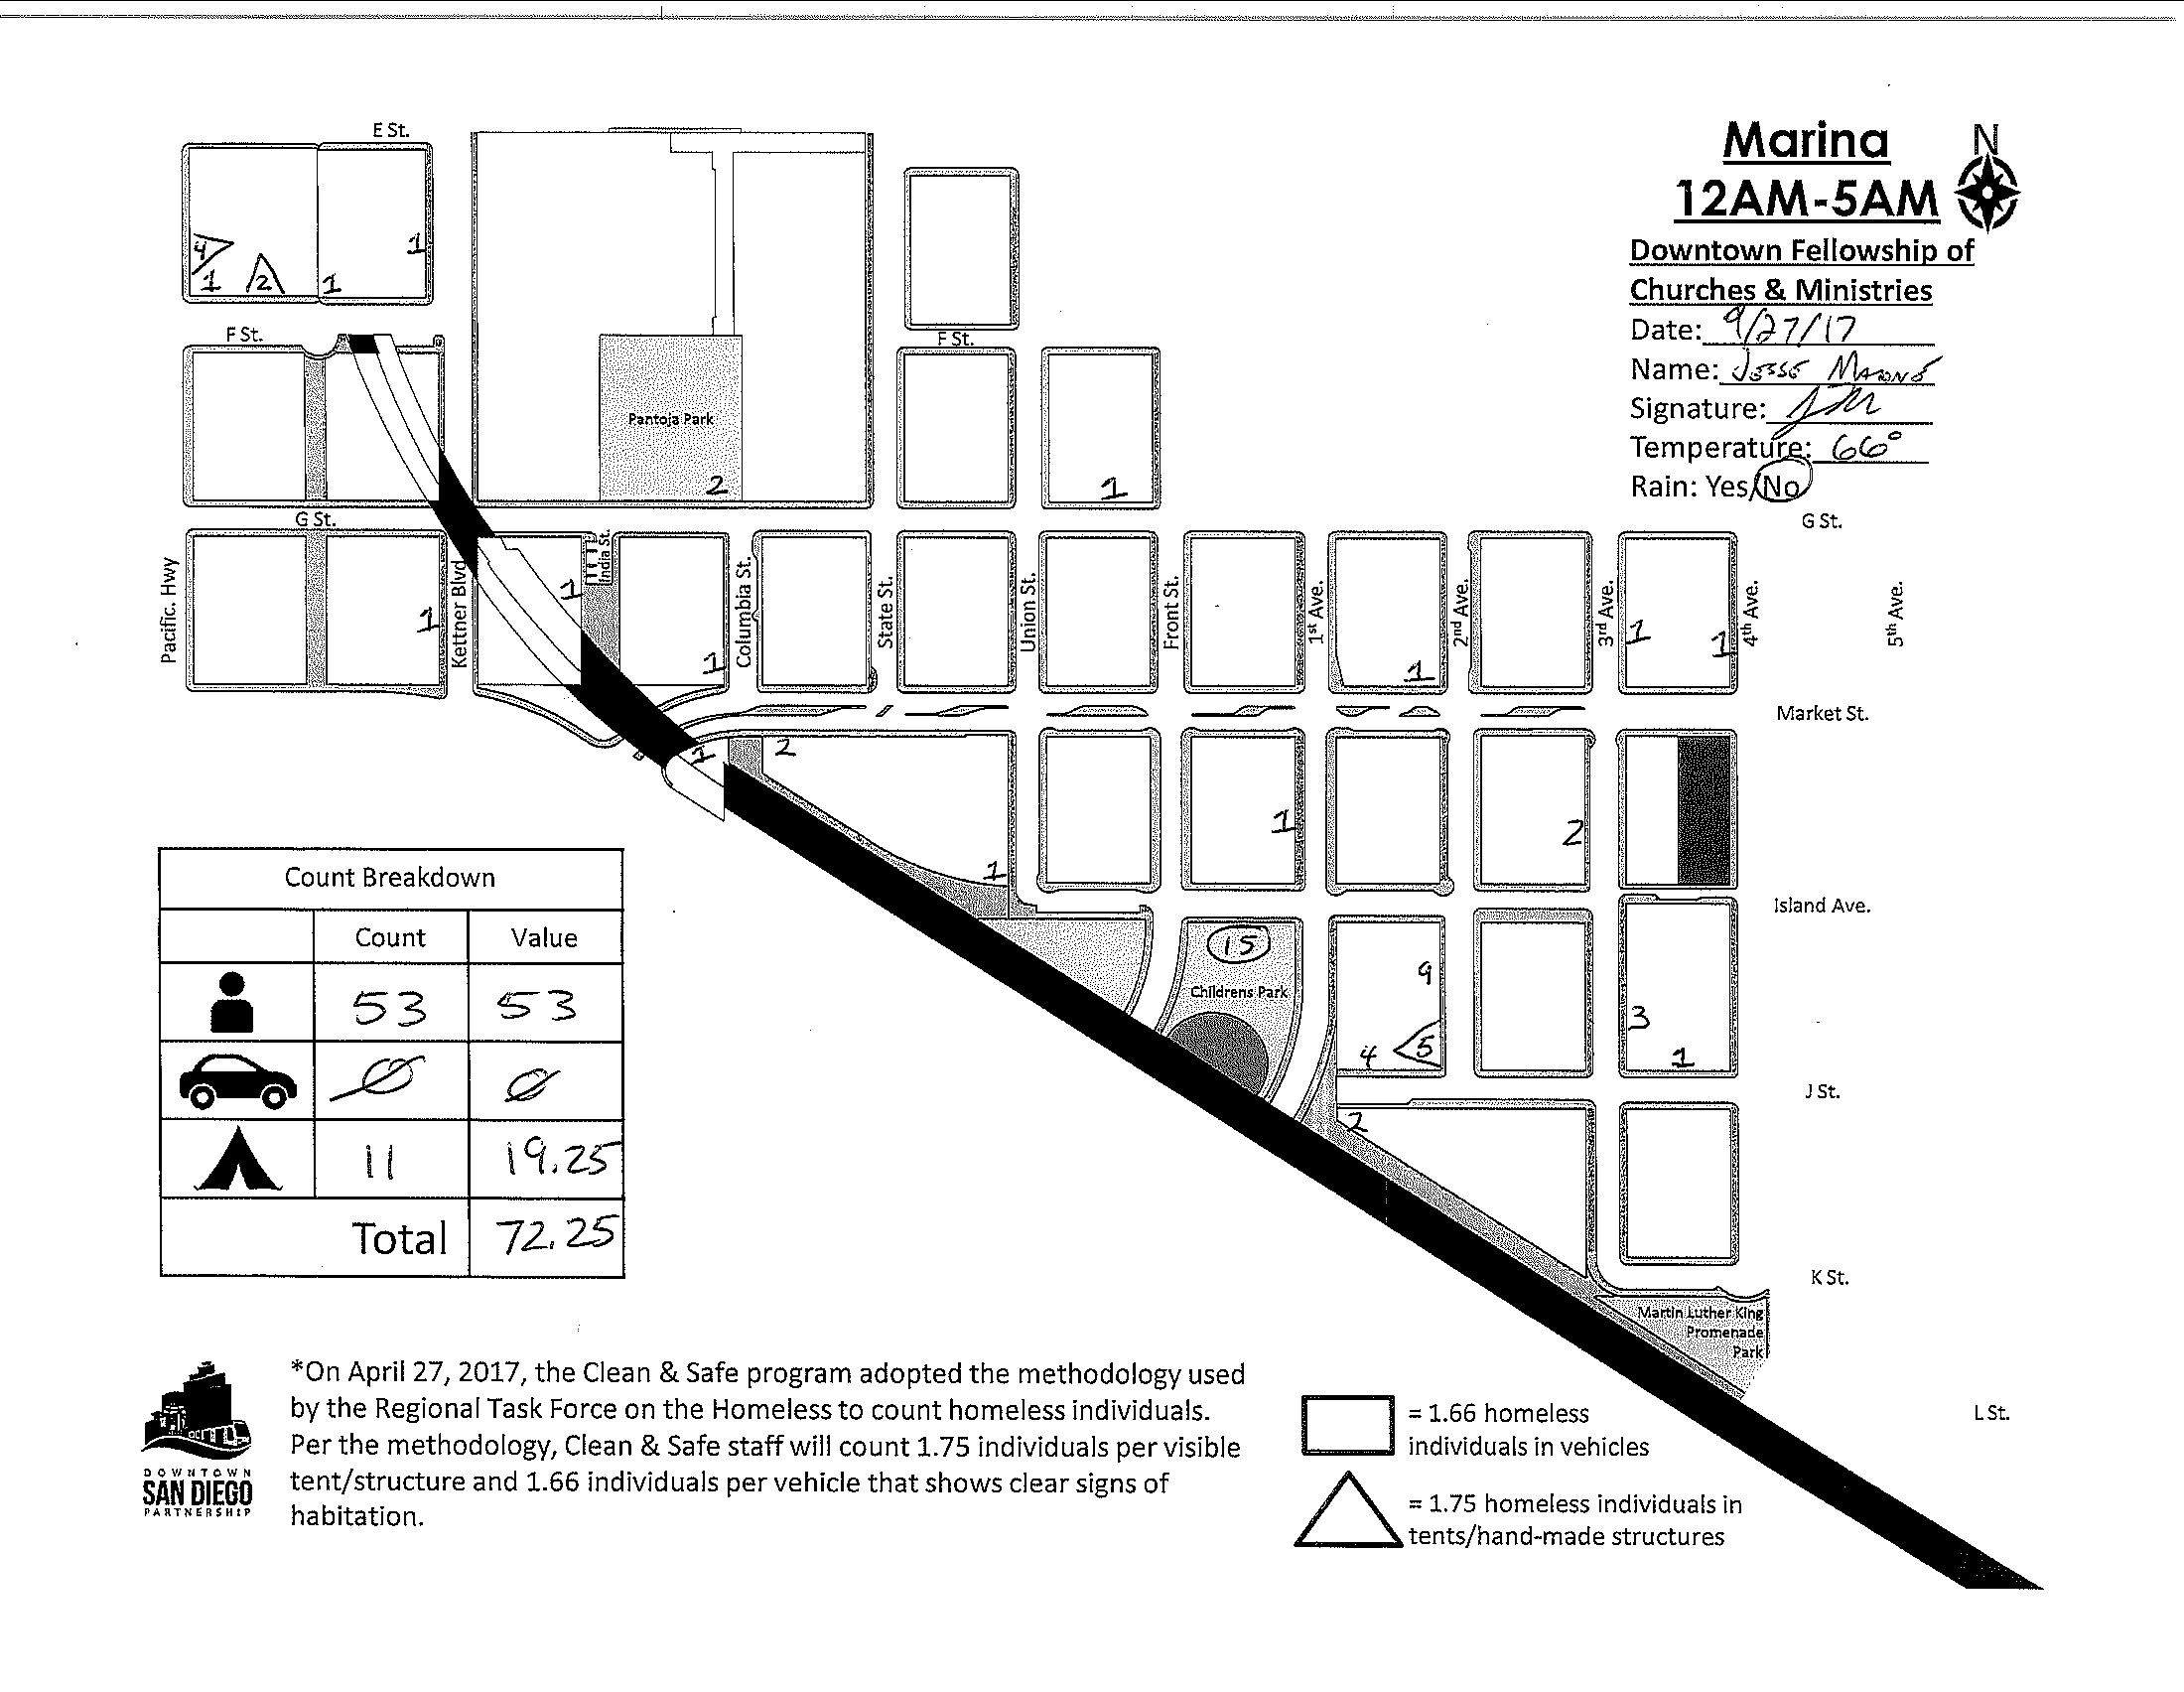 Marina
N
12AM-5AM
Downtown Fellowship of
Churches & Ministries
Date: 9/27/17
Name: Jesse
Signature:
Temperature: 66°
Rain: Yes/No
E St.
4
1
2
1
1
F St.
F St.
Pantoja Park
2
1
G St.
G St.
Pacific. Hwy
1
Kettner Blvd
1
India St.
1
Columbia St.
State St.
Union St.
Front St.
1st Ave.
1
2nd Ave.
3rd Ave.
1
1
4th Ave.
5th Ave.
Market St.
1
2
1
1
2
Island Ave.
15
Childrens Park
9
4
5
3
1
J St.
2
K St.
Martin Luther King
Promenade
Park
L St.
Count Breakdown
Count Value
53 53
Ø Ø
11 19.25
Total 72.25
*On April 27, 2017, the Clean & Safe program adopted the methodology used
by the Regional Task Force on the Homeless to count homeless individuals.
Per the methodology, Clean & Safe staff will count 1.75 individuals per visible
tent/structure and 1.66 individuals per vehicle that shows clear signs of
habitation.
DOWNTOWN
SAN DIEGO
PARTNERSHIP
= 1.66 homeless
individuals in vehicles
= 1.75 homeless individuals in
tents/hand-made structures